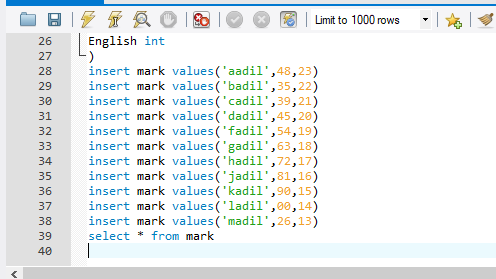 Limit to 1000 rows
26 English int
27 )
28 insert mark values('aadil',48,23)
29 insert mark values('badil',35,22)
30 insert mark values('cadil',39,21)
31 insert mark values('dadil',45,20)
32 insert mark values('fadil',54,19)
33 insert mark values('gadil',63,18)
34 insert mark values('hadil',72,17)
35 insert mark values('jadil',81,16)
36 insert mark values('kadil',90,15)
37 insert mark values('ladil',00,14)
38 insert mark values('madil',26,13)
39 select * from mark
40